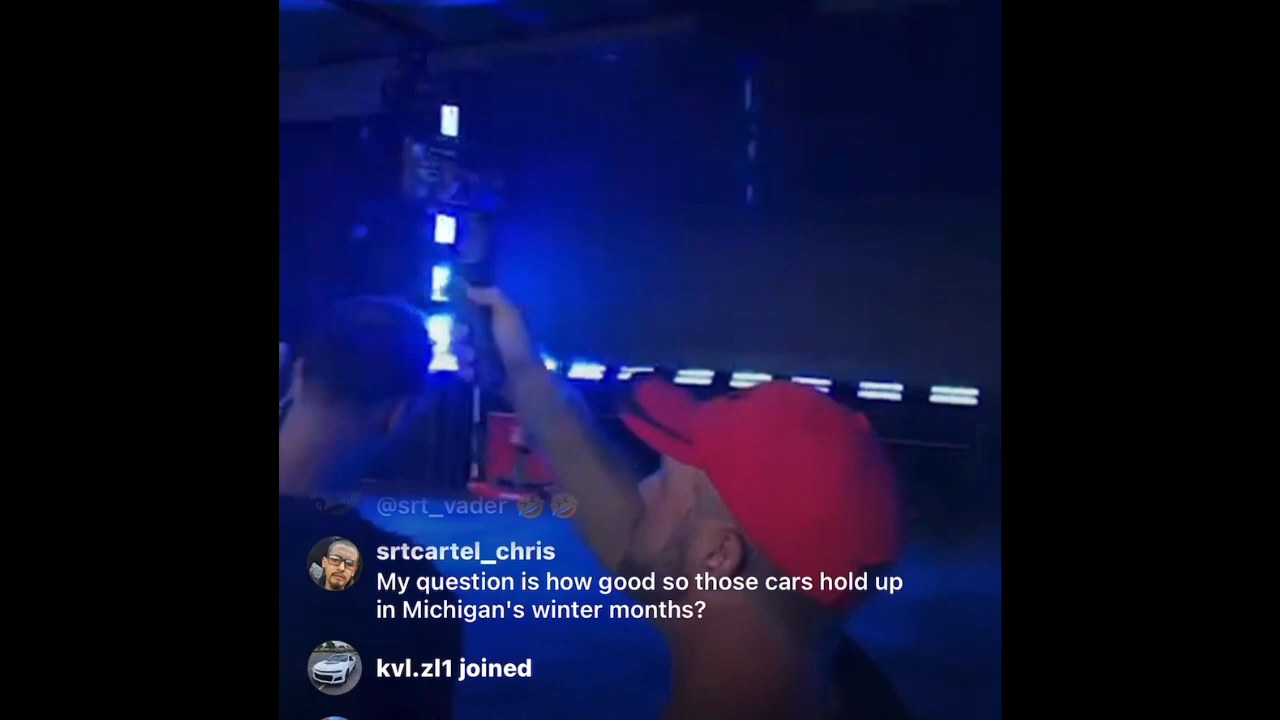 @srt_vader 🤣🤣
srtcartel_chris
My question is how good so those cars hold up
in Michigan's winter months?
kvl.zl1 joined